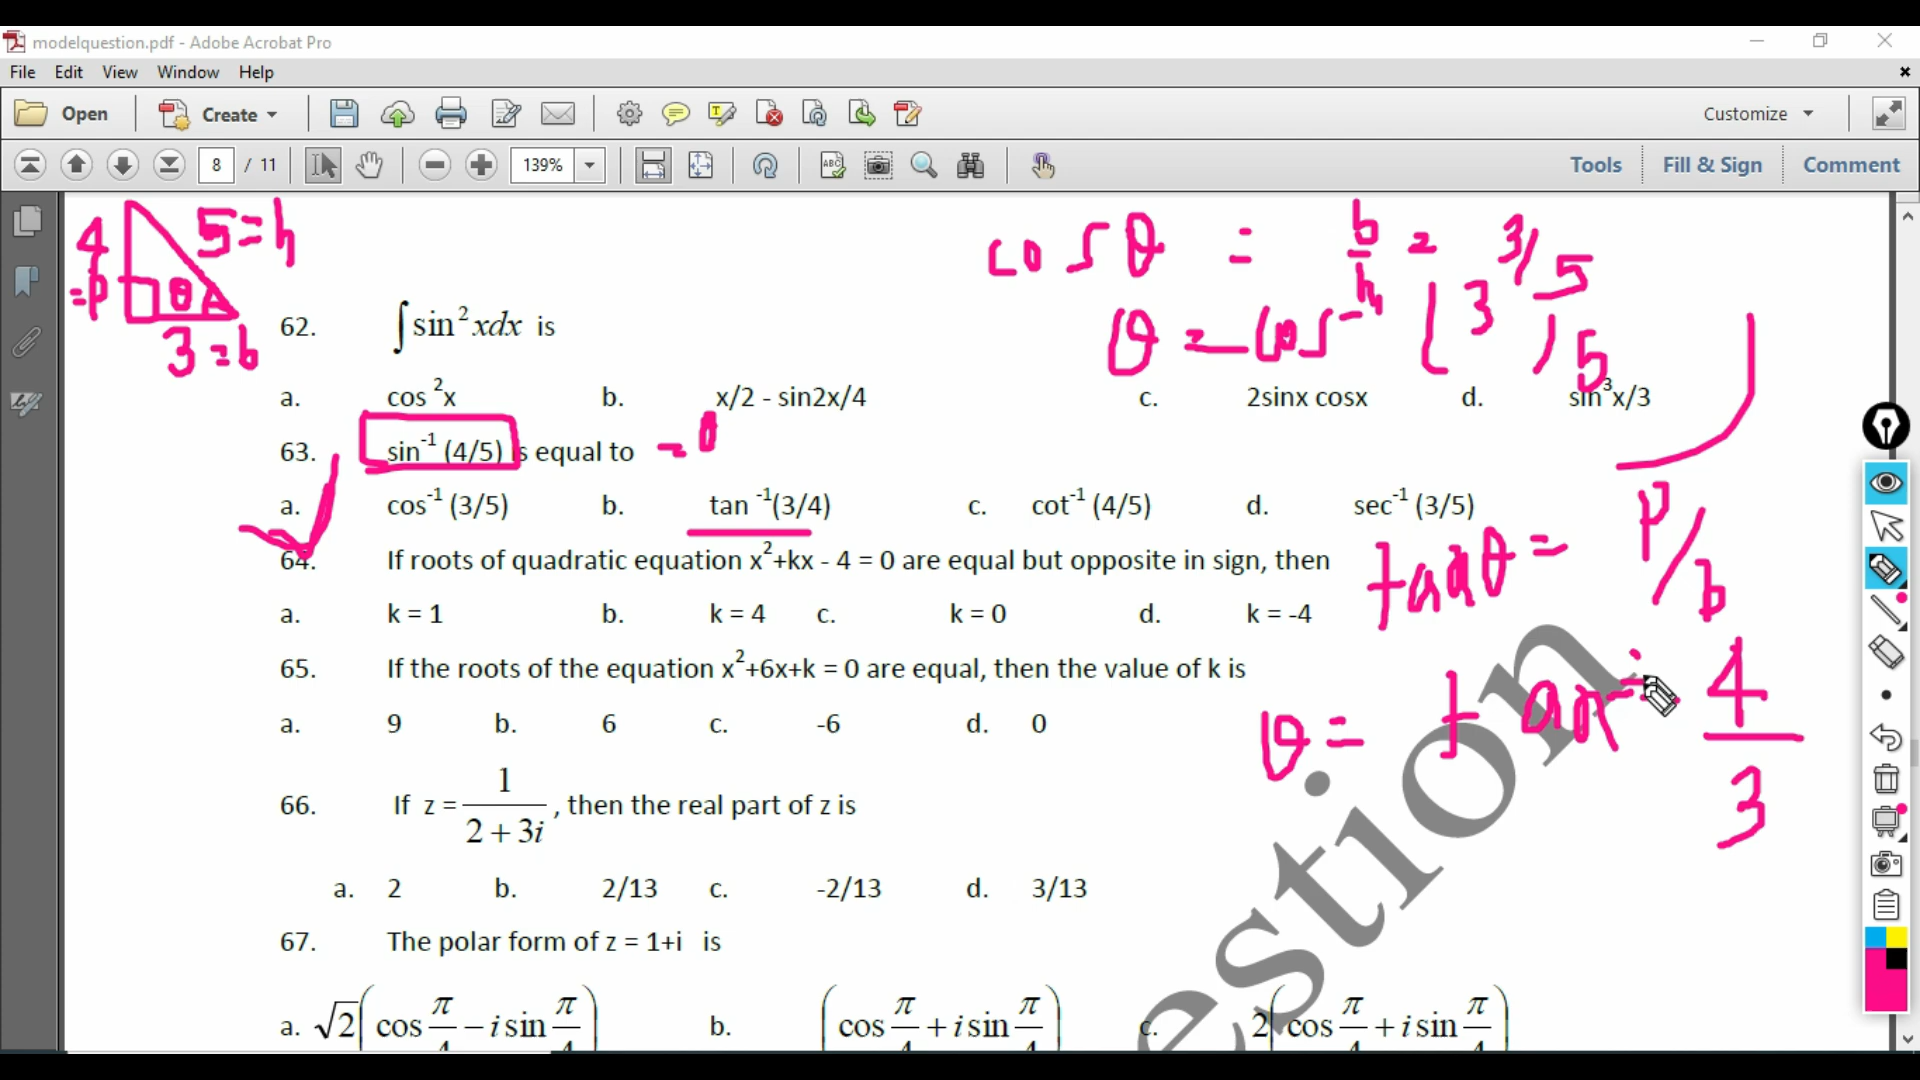 modelquestion.pdf - Adobe Acrobat Pro
File Edit View Window Help
Open Create Customize
8 / 11 139% Tools Fill & Sign Comment
4 5 = h
= p θ
3 = b
cos θ = b/h = 3/5
θ = cos⁻¹ (3/5)
62. ∫ sin² xdx is
a. cos ²x b. x/2 - sin2x/4 c. 2sinx cosx d. sin³x/3
63. sin⁻¹ (4/5) is equal to = θ
a. cos⁻¹ (3/5) b. tan ⁻¹(3/4) c. cot⁻¹ (4/5) d. sec⁻¹ (3/5)
tan θ = p/b
64. If roots of quadratic equation x²+kx - 4 = 0 are equal but opposite in sign, then
a. k = 1 b. k = 4 c. k = 0 d. k = -4
65. If the roots of the equation x²+6x+k = 0 are equal, then the value of k is
θ = tan 4/3
a. 9 b. 6 c. -6 d. 0
66. If z = 1/(2 + 3i) , then the real part of z is
a. 2 b. 2/13 c. -2/13 d. 3/13
67. The polar form of z = 1+i is
a. √2(cos π/4 − i sin π/4) b. (cos π/4 + i sin π/4) c. 2(cos π/4 + i sin π/4)
estion